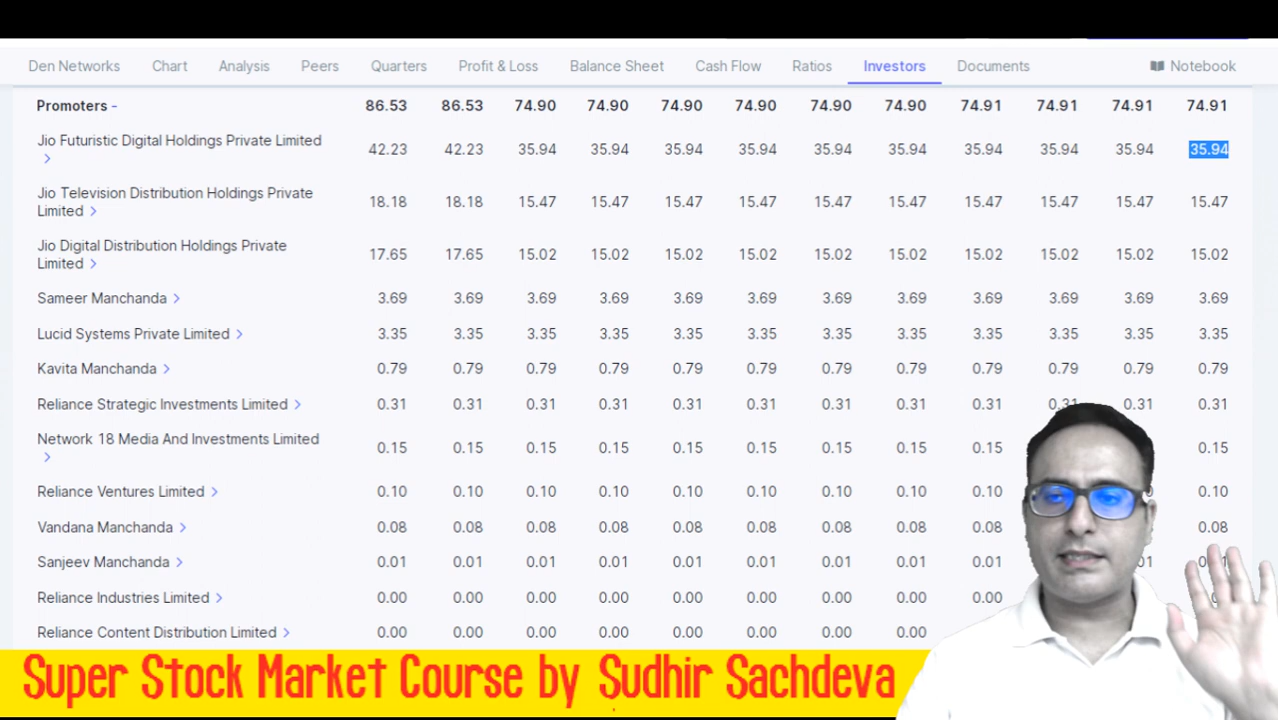 Den Networks Chart Analysis Peers Quarters Profit & Loss Balance Sheet Cash Flow Ratios Investors Documents Notebook
Promoters - 86.53 86.53 74.90 74.90 74.90 74.90 74.90 74.90 74.91 74.91 74.91 74.91
Jio Futuristic Digital Holdings Private Limited 42.23 42.23 35.94 35.94 35.94 35.94 35.94 35.94 35.94 35.94 35.94 35.94
Jio Television Distribution Holdings Private
Limited 18.18 18.18 15.47 15.47 15.47 15.47 15.47 15.47 15.47 15.47 15.47 15.47
Jio Digital Distribution Holdings Private
Limited 17.65 17.65 15.02 15.02 15.02 15.02 15.02 15.02 15.02 15.02 15.02 15.02
Sameer Manchanda 3.69 3.69 3.69 3.69 3.69 3.69 3.69 3.69 3.69 3.69 3.69 3.69
Lucid Systems Private Limited 3.35 3.35 3.35 3.35 3.35 3.35 3.35 3.35 3.35 3.35 3.35 3.35
Kavita Manchanda 0.79 0.79 0.79 0.79 0.79 0.79 0.79 0.79 0.79 0.79 0.79 0.79
Reliance Strategic Investments Limited 0.31 0.31 0.31 0.31 0.31 0.31 0.31 0.31 0.31 0.31 0.31 0.31
Network 18 Media And Investments Limited 0.15 0.15 0.15 0.15 0.15 0.15 0.15 0.15 0.15 0.15
Reliance Ventures Limited 0.10 0.10 0.10 0.10 0.10 0.10 0.10 0.10 0.10 0.10
Vandana Manchanda 0.08 0.08 0.08 0.08 0.08 0.08 0.08 0.08 0.08 0.08
Sanjeev Manchanda 0.01 0.01 0.01 0.01 0.01 0.01 0.01 0.01 0.01
Reliance Industries Limited 0.00 0.00 0.00 0.00 0.00 0.00 0.00 0.00 0.00
Reliance Content Distribution Limited 0.00 0.00 0.00 0.00 0.00 0.00 0.00 0.00
Super Stock Market Course by Sudhir Sachdeva